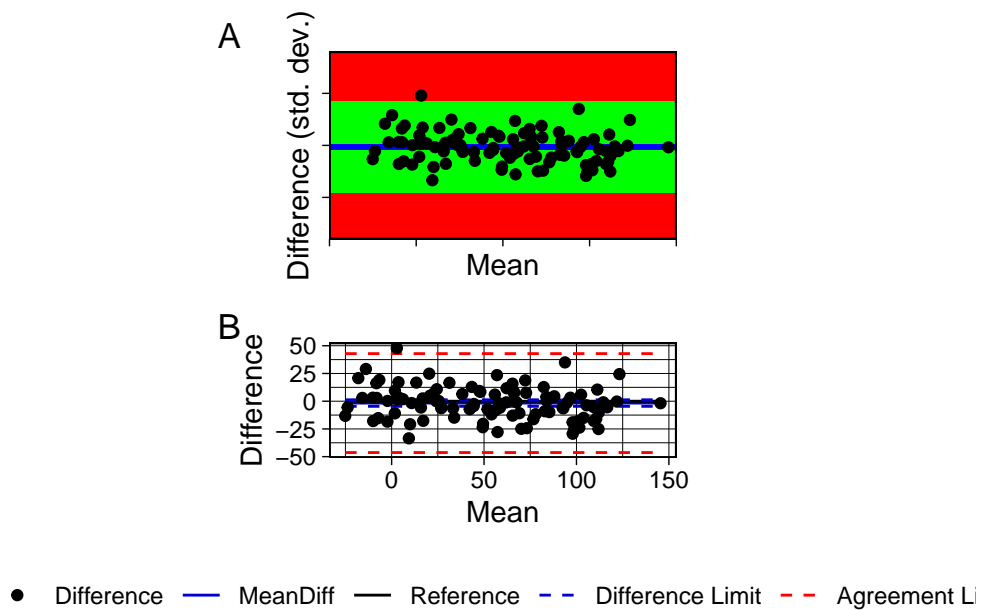 A
Difference (std. dev.)
Mean
B
Difference
50
25
0
−25
−50
0 50 100 150
Mean
Difference MeanDiff Reference Difference Limit Agreement Li